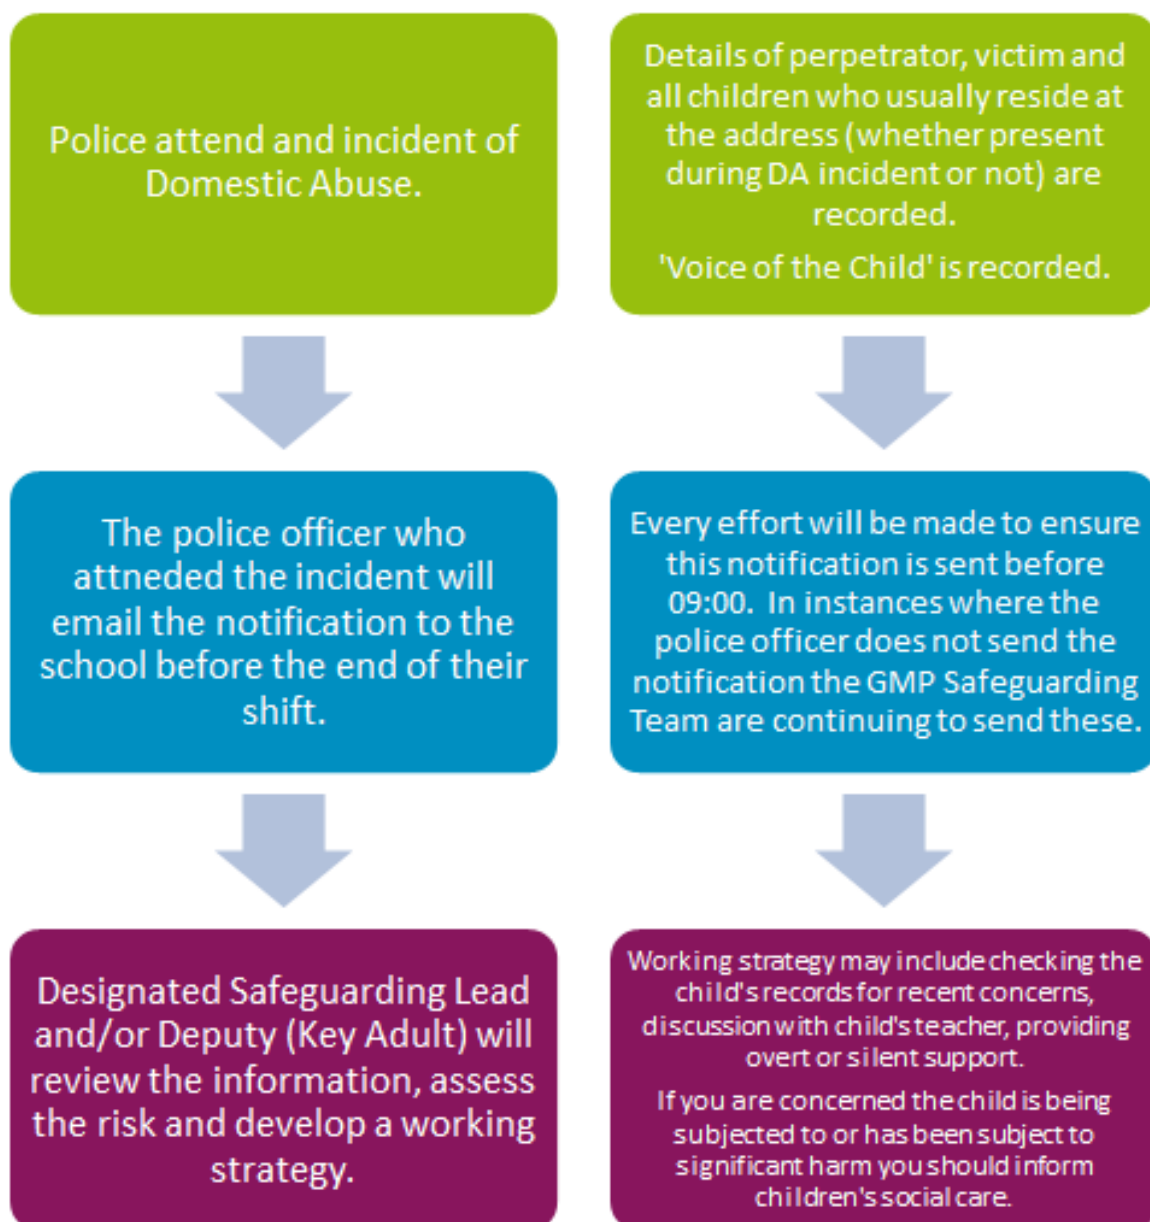 Police attend and incident of
Domestic Abuse.
Details of perpetrator, victim and
all children who usually reside at
the address (whether present
during DA incident or not) are
recorded.
'Voice of the Child' is recorded.
The police officer who
attneded the incident will
email the notification to the
school before the end of their
shift.
Every effort will be made to ensure
this notification is sent before
09:00. In instances where the
police officer does not send the
notification the GMP Safeguarding
Team are continuing to send these.
Designated Safeguarding Lead
and/or Deputy (Key Adult) will
review the information, assess
the risk and develop a working
strategy.
Working strategy may include checking the
child's records for recent concerns,
discussion with child's teacher, providing
overt or silent support.
If you are concerned the child is being
subjected to or has been subject to
significant harm you should inform
children's social care.